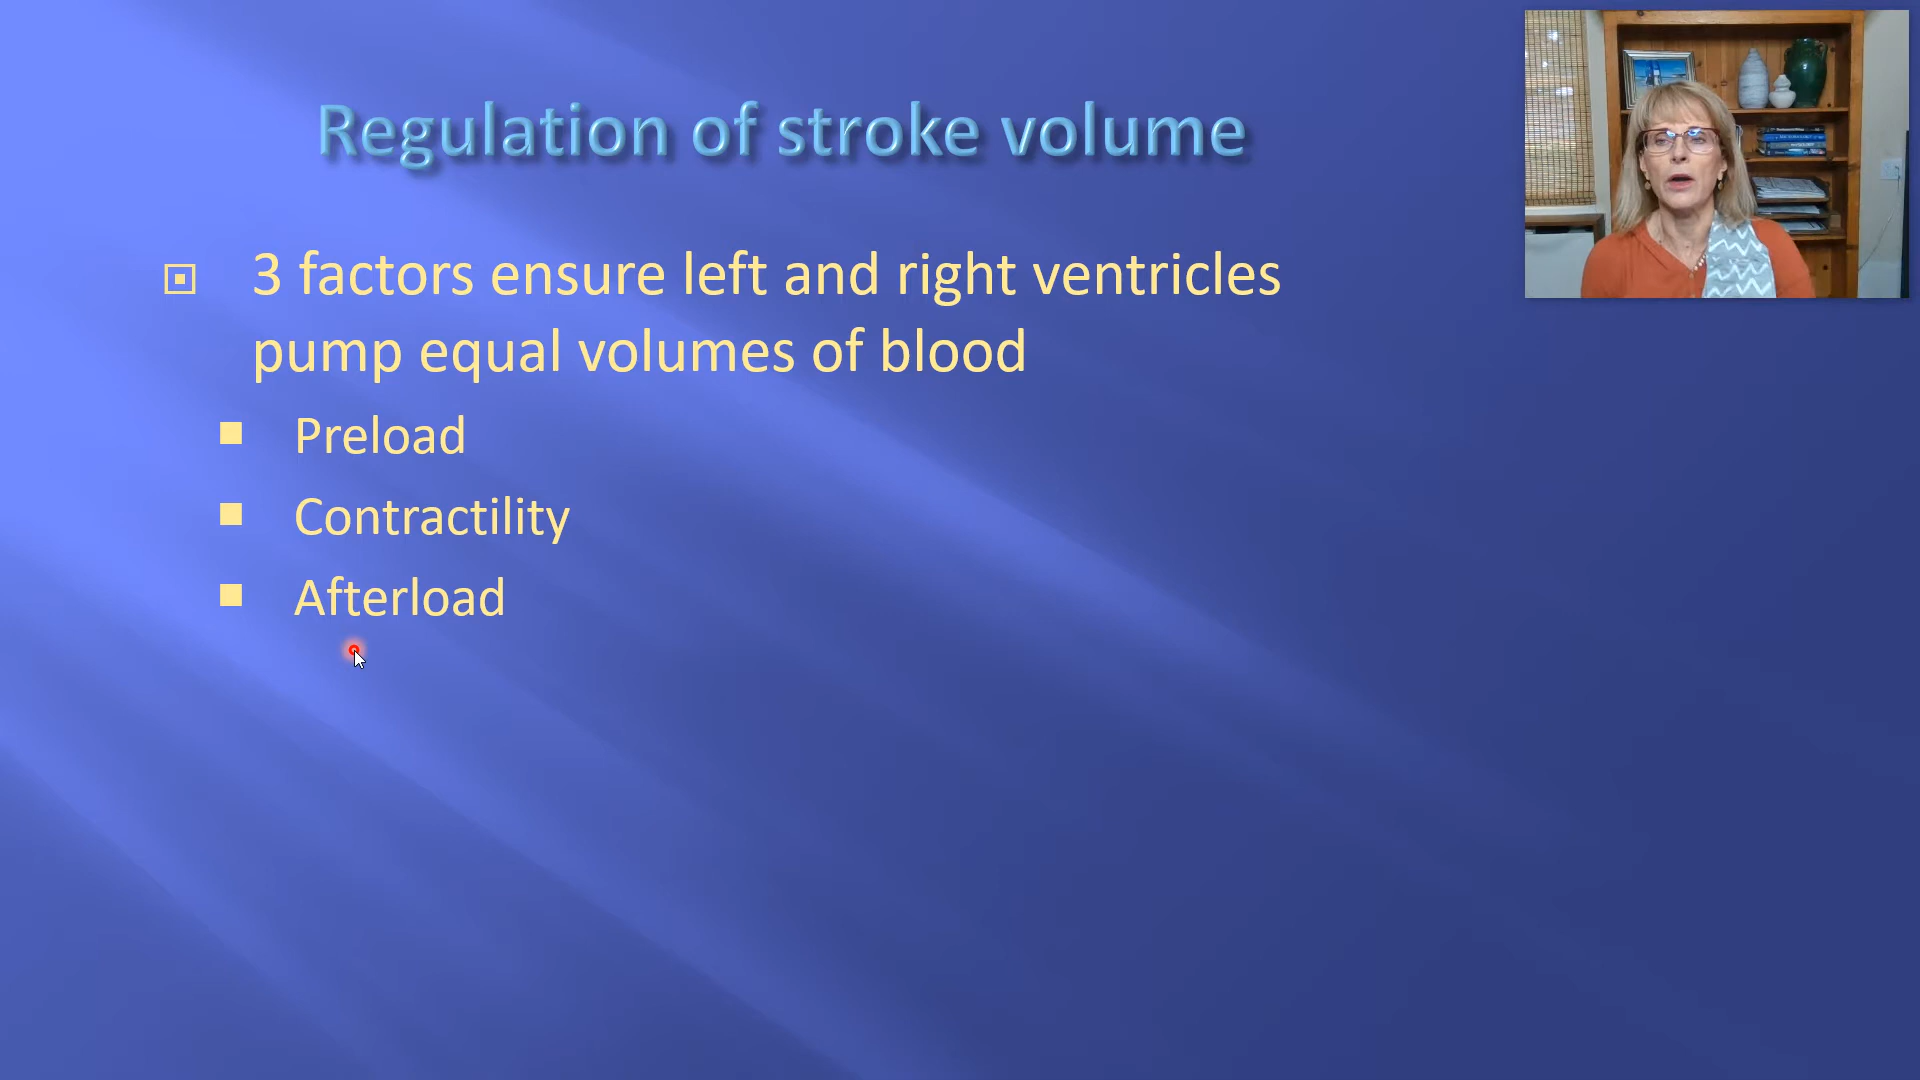 Regulation of stroke volume
3 factors ensure left and right ventricles
pump equal volumes of blood
Preload
Contractility
Afterload